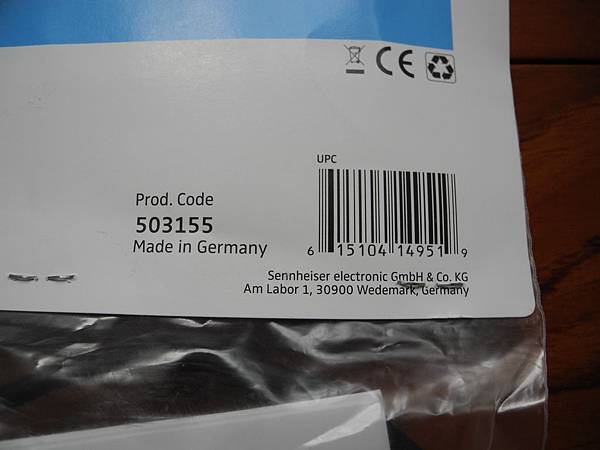 CE
UPC
Prod. Code
503155
Made in Germany
6 15104 14951 9
Sennheiser electronic GmbH & Co. KG
Am Labor 1, 30900 Wedemark, Germany